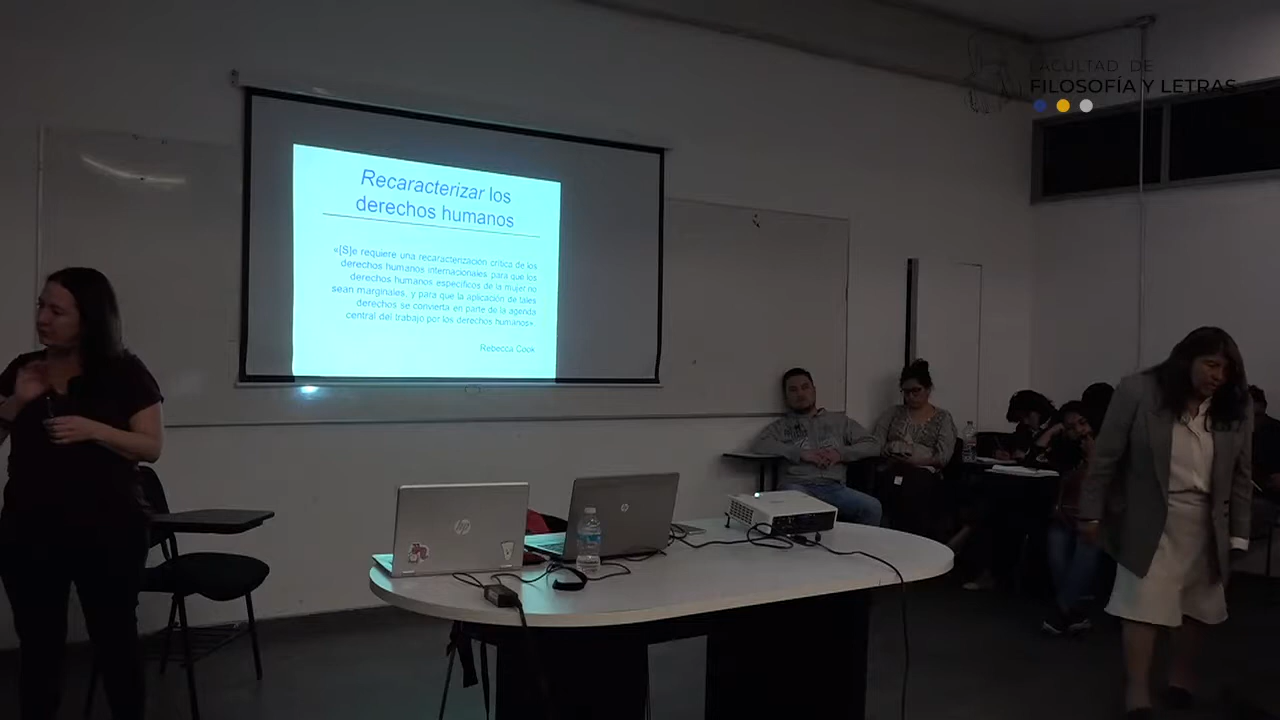 FACULTAD DE
FILOSOFÍA Y LETRAS
Recaracterizar los
derechos humanos
«[S]e requiere una recaracterización crítica de los
derechos humanos internacionales para que los
derechos humanos específicos de la mujer no
sean marginales, y para que la aplicación de tales
derechos se convierta en parte de la agenda
central del trabajo por los derechos humanos».
Rebecca Cook
hp
hp